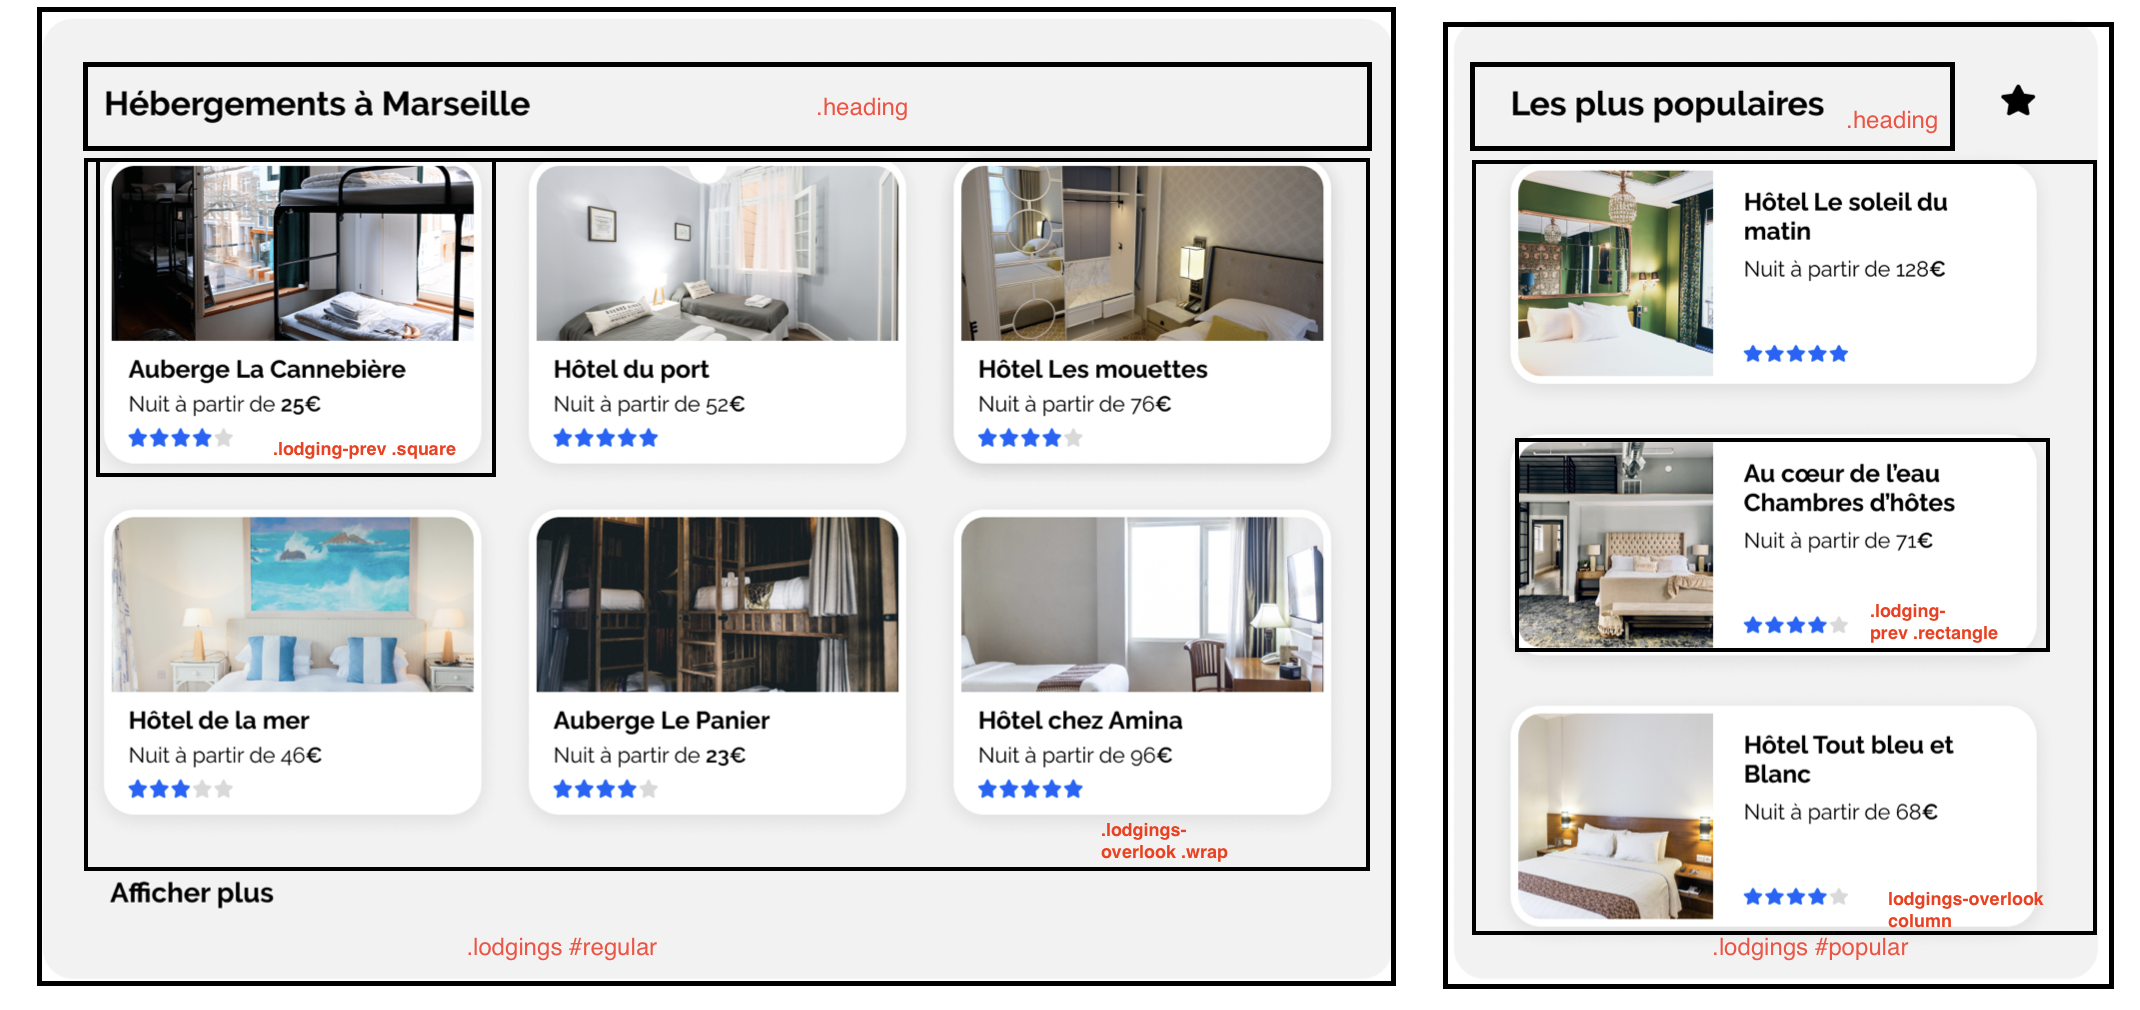 Hébergements à Marseille
.heading
Auberge La Cannebière
Nuit à partir de 25€
.lodging-prev .square
Hôtel du port
Nuit à partir de 52€
Hôtel Les mouettes
Nuit à partir de 76€
Hôtel de la mer
Nuit à partir de 46€
Auberge Le Panier
Nuit à partir de 23€
Hôtel chez Amina
Nuit à partir de 96€
.lodgings-
overlook .wrap
Afficher plus
.lodgings #regular
Les plus populaires
.heading
Hôtel Le soleil du
matin
Nuit à partir de 128€
Au cœur de l'eau
Chambres d'hôtes
Nuit à partir de 71€
.lodging-
prev .rectangle
Hôtel Tout bleu et
Blanc
Nuit à partir de 68€
lodgings-overlook
column
.lodgings #popular